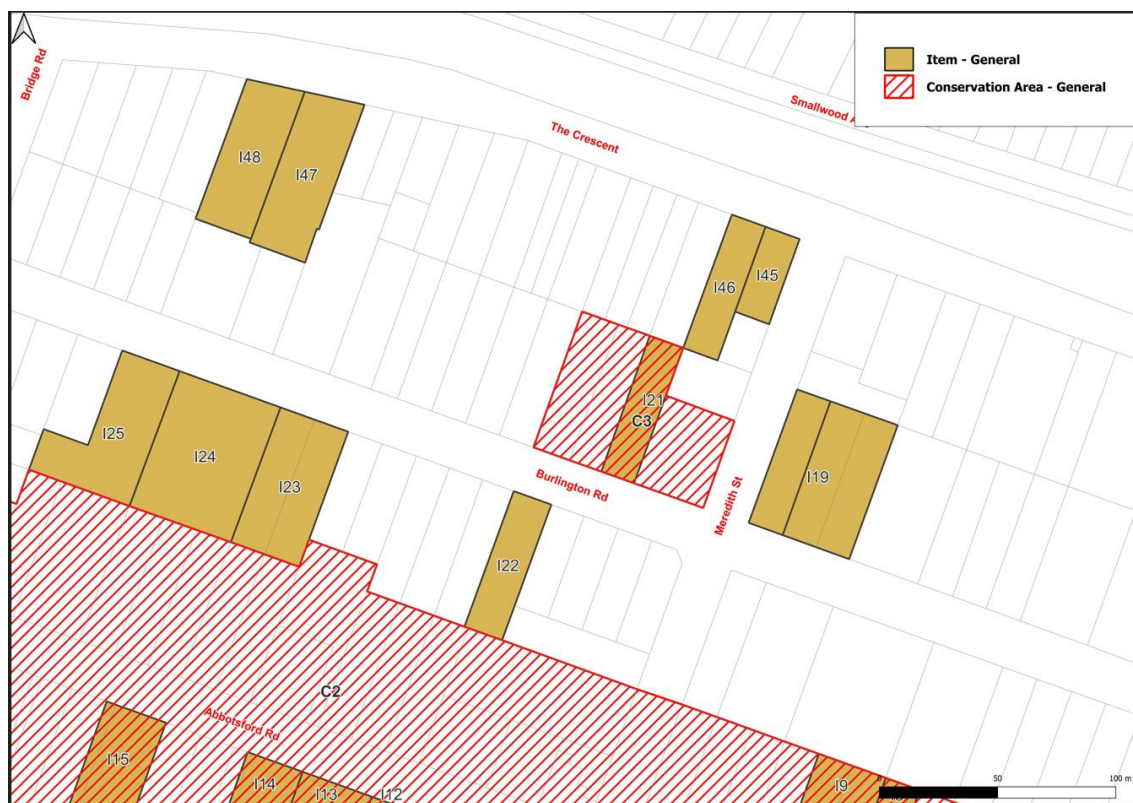 Item - General
Conservation Area - General
Bridge Rd
Smallwood
The Crescent
I48
I47
I45
I46
I21
C3
I19
I25
I24
I23
Burlington Rd
Meredith St
I22
C2
Abbotsford Rd
I15
I14
I13
I12
I9
0
50
100 m